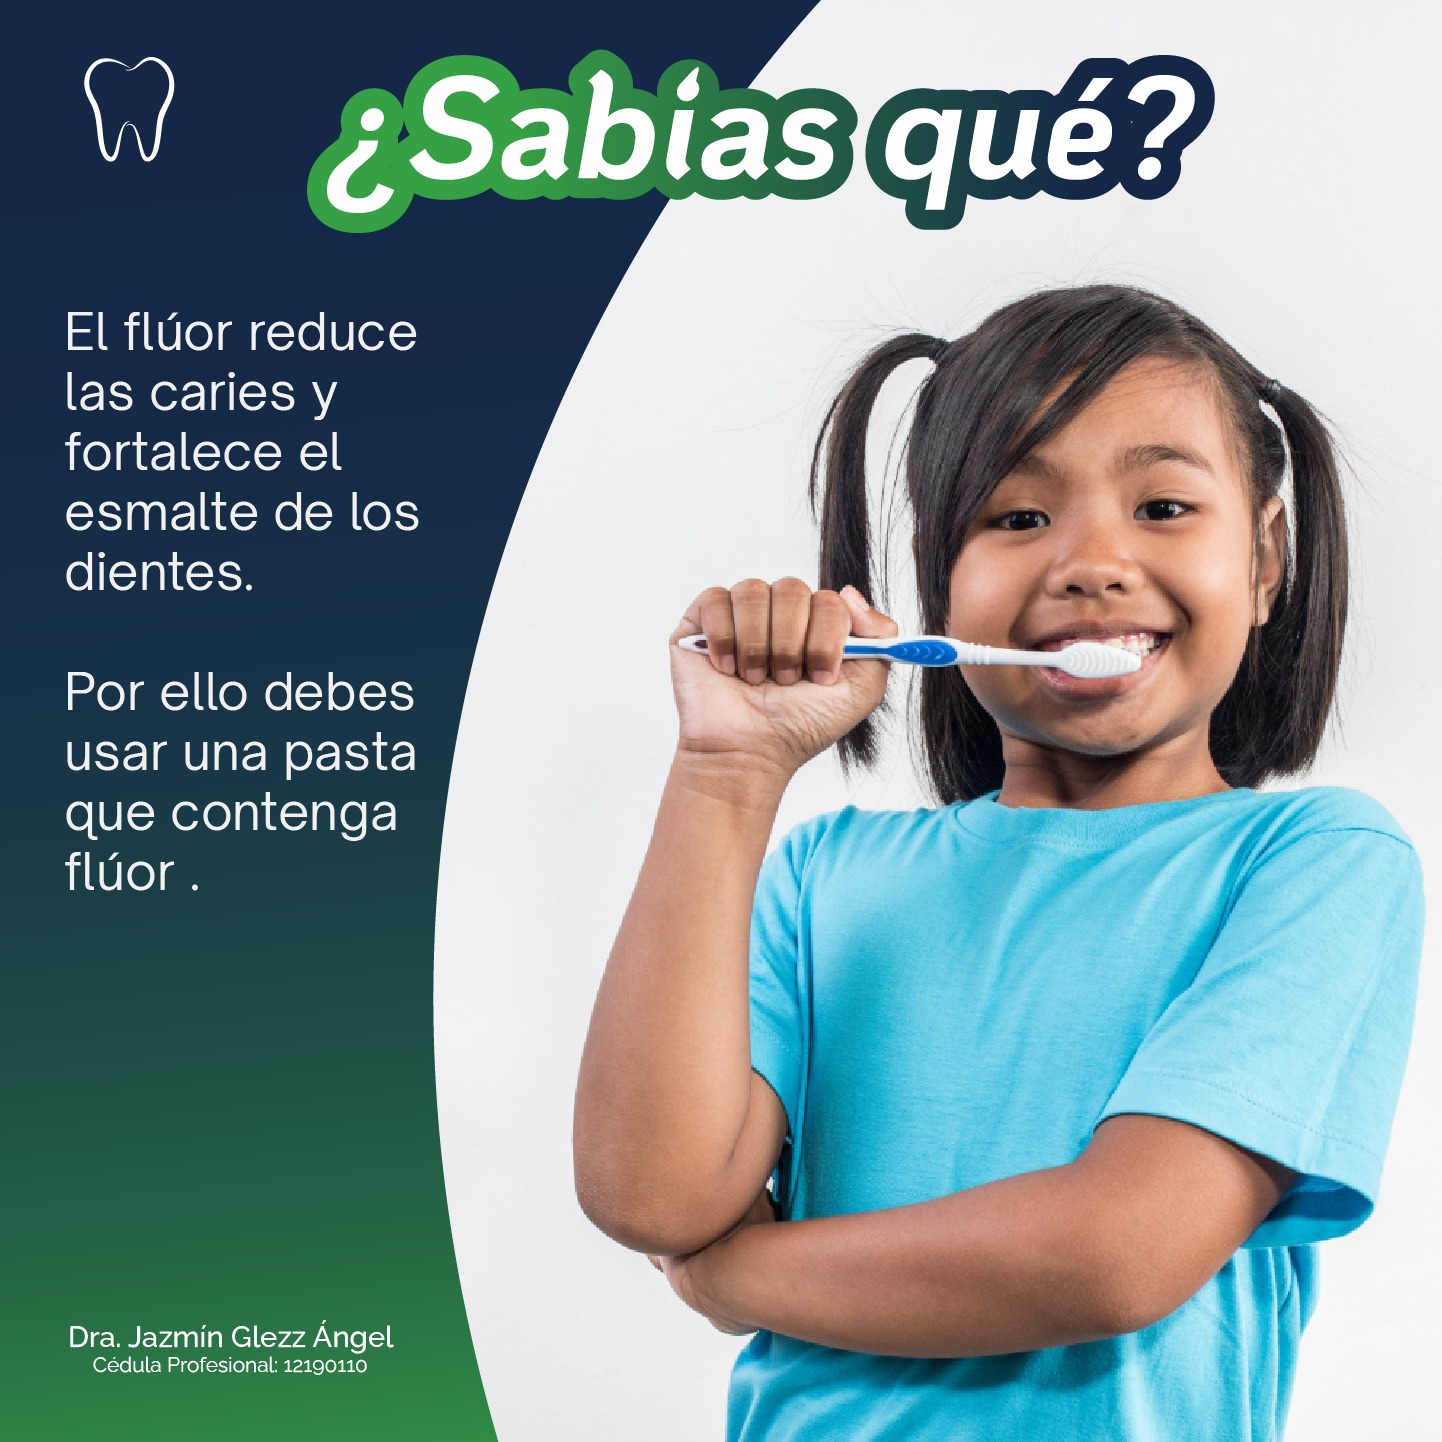 ¿Sabias qué?
El flúor reduce
las caries y
fortalece el
esmalte de los
dientes.
Por ello debes
usar una pasta
que contenga
flúor .
Dra. Jazmín Glezz Ángel
Cédula Profesional: 12190110